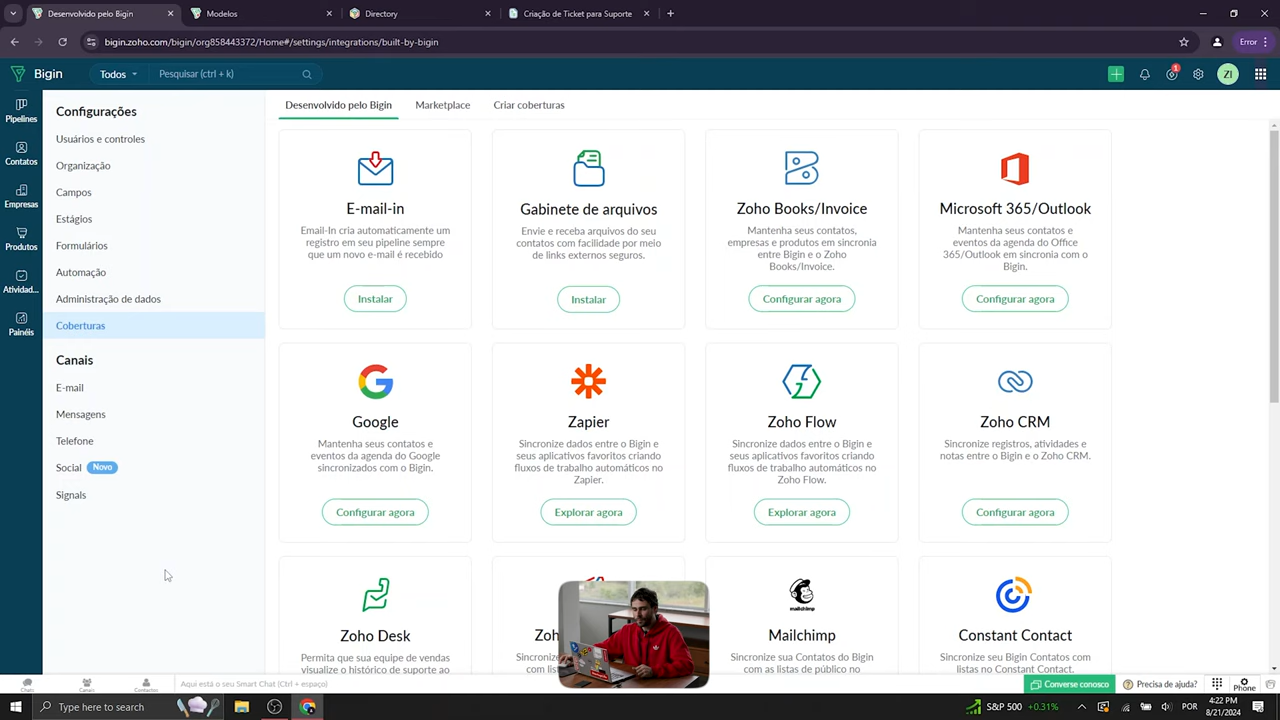 Desenvolvido pelo Bigin
Modelos
Directory
Criação de Ticket para Suporte
bigin.zoho.com/bigin/org858443372/Home#/settings/integrations/built-by-bigin
Error
Bigin
Todos
Pesquisar (ctrl + k)
1
ZI
Pipelines
Contatos
Empresas
Produtos
Atividad...
Painéis
Configurações
Usuários e controles
Organização
Campos
Estágios
Formulários
Automação
Administração de dados
Coberturas
Canais
E-mail
Mensagens
Telefone
Social Novo
Signals
Desenvolvido pelo Bigin
Marketplace
Criar coberturas
E-mail-in
Email-In cria automaticamente um
registro em seu pipeline sempre
que um novo e-mail é recebido
Instalar
Gabinete de arquivos
Envie e receba arquivos do seu
contatos com facilidade por meio
de links externos seguros.
Instalar
Zoho Books/Invoice
Mantenha seus contatos,
empresas e produtos em sincronia
entre Bigin e o Zoho
Books/Invoice.
Configurar agora
Microsoft 365/Outlook
Mantenha seus contatos e
eventos da agenda do Office
365/Outlook em sincronia com o
Bigin.
Configurar agora
Google
Mantenha seus contatos e
eventos da agenda do Google
sincronizados com o Bigin.
Configurar agora
Zapier
Sincronize dados entre o Bigin e
seus aplicativos favoritos criando
fluxos de trabalho automáticos no
Zapier.
Explorar agora
Zoho Flow
Sincronize dados entre o Bigin e
seus aplicativos favoritos criando
fluxos de trabalho automáticos no
Zoho Flow.
Explorar agora
Zoho CRM
Sincronize registros, atividades e
notas entre o Bigin e o Zoho CRM.
Configurar agora
Zoho Desk
Permita que sua equipe de vendas
visualize o histórico de suporte ao
Mailchimp
Sincronize sua Contatos do Bigin
com as listas de público no
Constant Contact
Sincronize seu Bigin Contatos com
listas no Constant Contact.
Chats
Canais
Contactos
Aqui está o seu Smart Chat (Ctrl + espaço)
Converse conosco
Precisa de ajuda?
Phone
Type here to search
S&P 500 +0.31%
POR
4:22 PM
8/21/2024